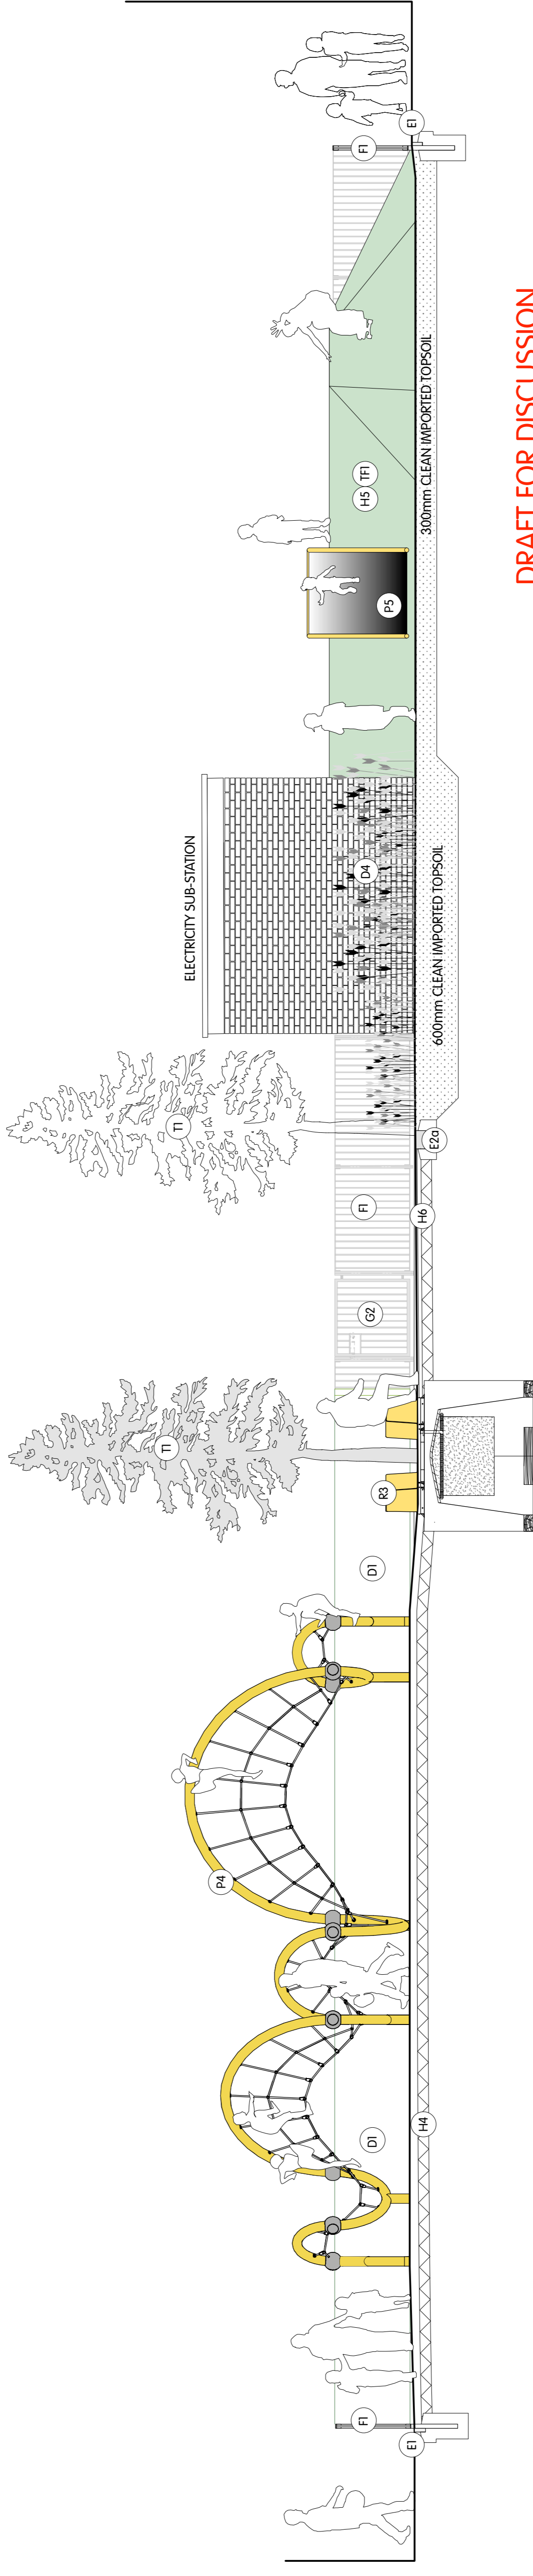 E1
F1
D1
H4
P4
D1
R3
T1
G2
H6
F1
T1
E2a
ELECTRICITY SUB-STATION
D4
600mm CLEAN IMPORTED TOPSOIL
P5
H5 TF1
300mm CLEAN IMPORTED TOPSOIL
F1
E1
DRAFT FOR DISCUSSION